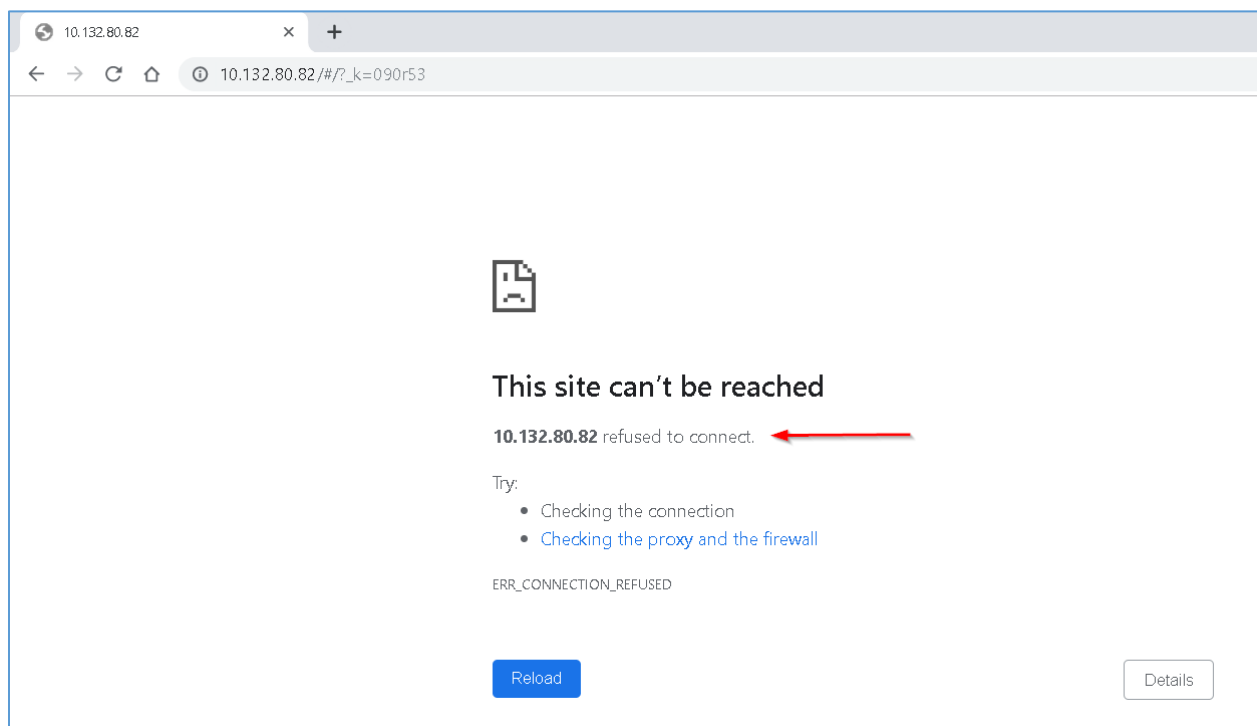 10.132.80.82
10.132.80.82/#/?_k=090r53
This site can't be reached
10.132.80.82 refused to connect.
Try:
Checking the connection
Checking the proxy and the firewall
ERR_CONNECTION_REFUSED
Reload
Details